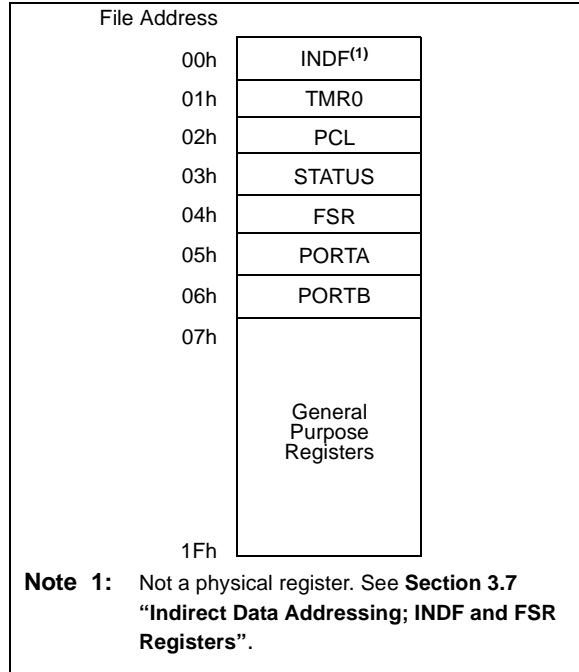 File Address
00h INDF(1)
01h TMR0
02h PCL
03h STATUS
04h FSR
05h PORTA
06h PORTB
07h
General
Purpose
Registers
1Fh
Note 1: Not a physical register. See Section 3.7
“Indirect Data Addressing; INDF and FSR
Registers”.